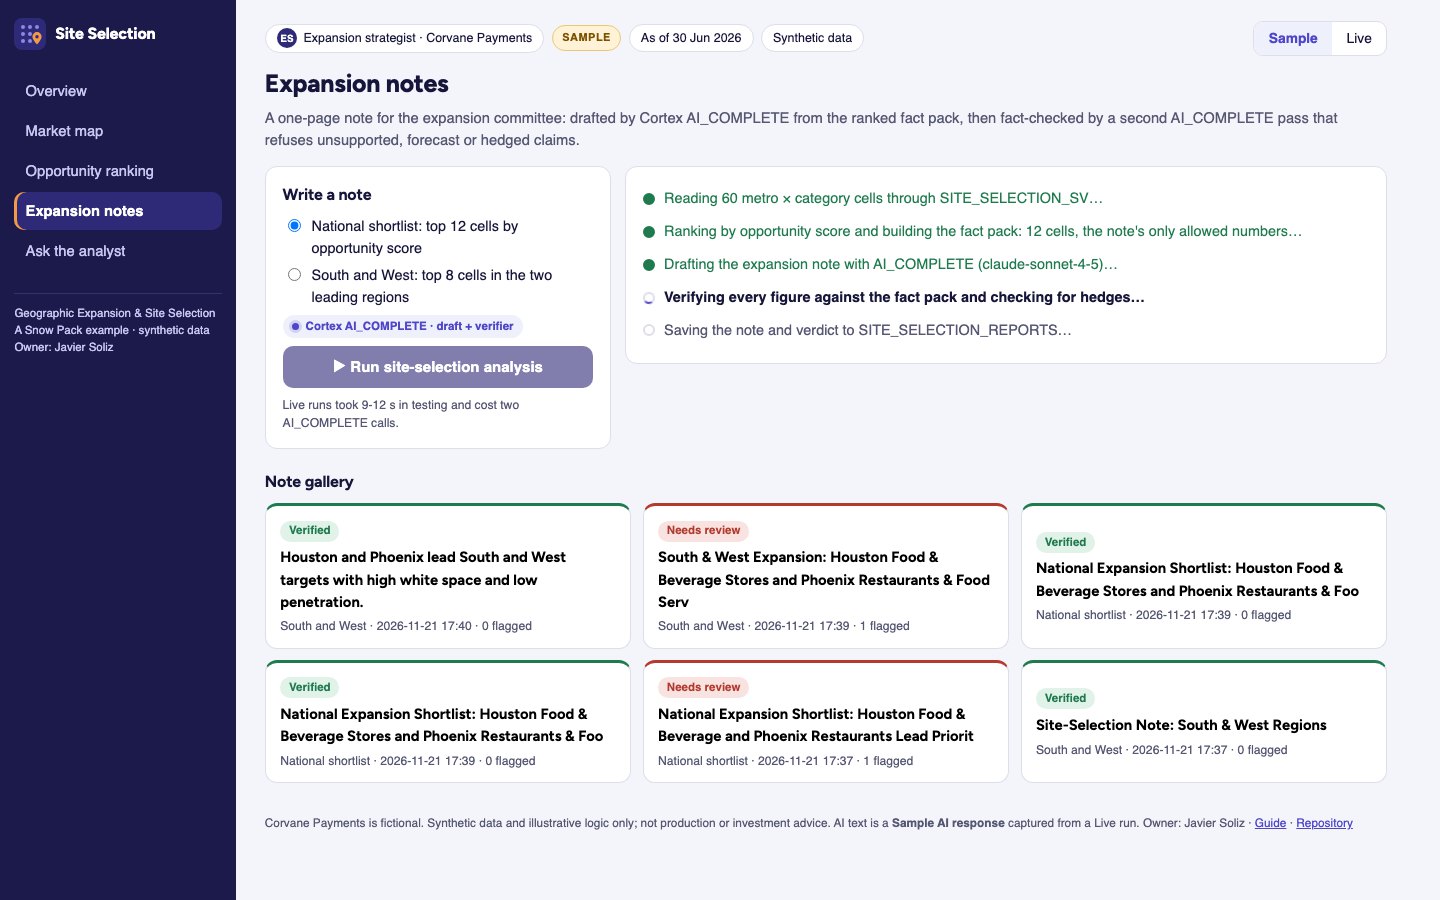 Site Selection
Overview
Market map
Opportunity ranking
Expansion notes
Ask the analyst
Geographic Expansion & Site Selection
A Snow Pack example · synthetic data
Owner: Javier Soliz
ES Expansion strategist · Corvane Payments
SAMPLE
As of 30 Jun 2026
Synthetic data
Sample
Live
Expansion notes
A one-page note for the expansion committee: drafted by Cortex AI_COMPLETE from the ranked fact pack, then fact-checked by a second AI_COMPLETE pass that
refuses unsupported, forecast or hedged claims.
Write a note
National shortlist: top 12 cells by
opportunity score
South and West: top 8 cells in the two
leading regions
Cortex AI_COMPLETE · draft + verifier
▶ Run site-selection analysis
Live runs took 9-12 s in testing and cost two
AI_COMPLETE calls.
Reading 60 metro × category cells through SITE_SELECTION_SV…
Ranking by opportunity score and building the fact pack: 12 cells, the note's only allowed numbers…
Drafting the expansion note with AI_COMPLETE (claude-sonnet-4-5)…
Verifying every figure against the fact pack and checking for hedges…
Saving the note and verdict to SITE_SELECTION_REPORTS…
Note gallery
Verified
Houston and Phoenix lead South and West
targets with high white space and low
penetration.
South and West · 2026-11-21 17:40 · 0 flagged
Needs review
South & West Expansion: Houston Food &
Beverage Stores and Phoenix Restaurants & Food
Serv
South and West · 2026-11-21 17:39 · 1 flagged
Verified
National Expansion Shortlist: Houston Food &
Beverage Stores and Phoenix Restaurants & Foo
National shortlist · 2026-11-21 17:39 · 0 flagged
Verified
National Expansion Shortlist: Houston Food &
Beverage Stores and Phoenix Restaurants & Foo
National shortlist · 2026-11-21 17:39 · 0 flagged
Needs review
National Expansion Shortlist: Houston Food &
Beverage and Phoenix Restaurants Lead Priorit
National shortlist · 2026-11-21 17:37 · 1 flagged
Verified
Site-Selection Note: South & West Regions
South and West · 2026-11-21 17:37 · 0 flagged
Corvane Payments is fictional. Synthetic data and illustrative logic only; not production or investment advice. AI text is a Sample AI response captured from a Live run. Owner: Javier Soliz · Guide · Repository